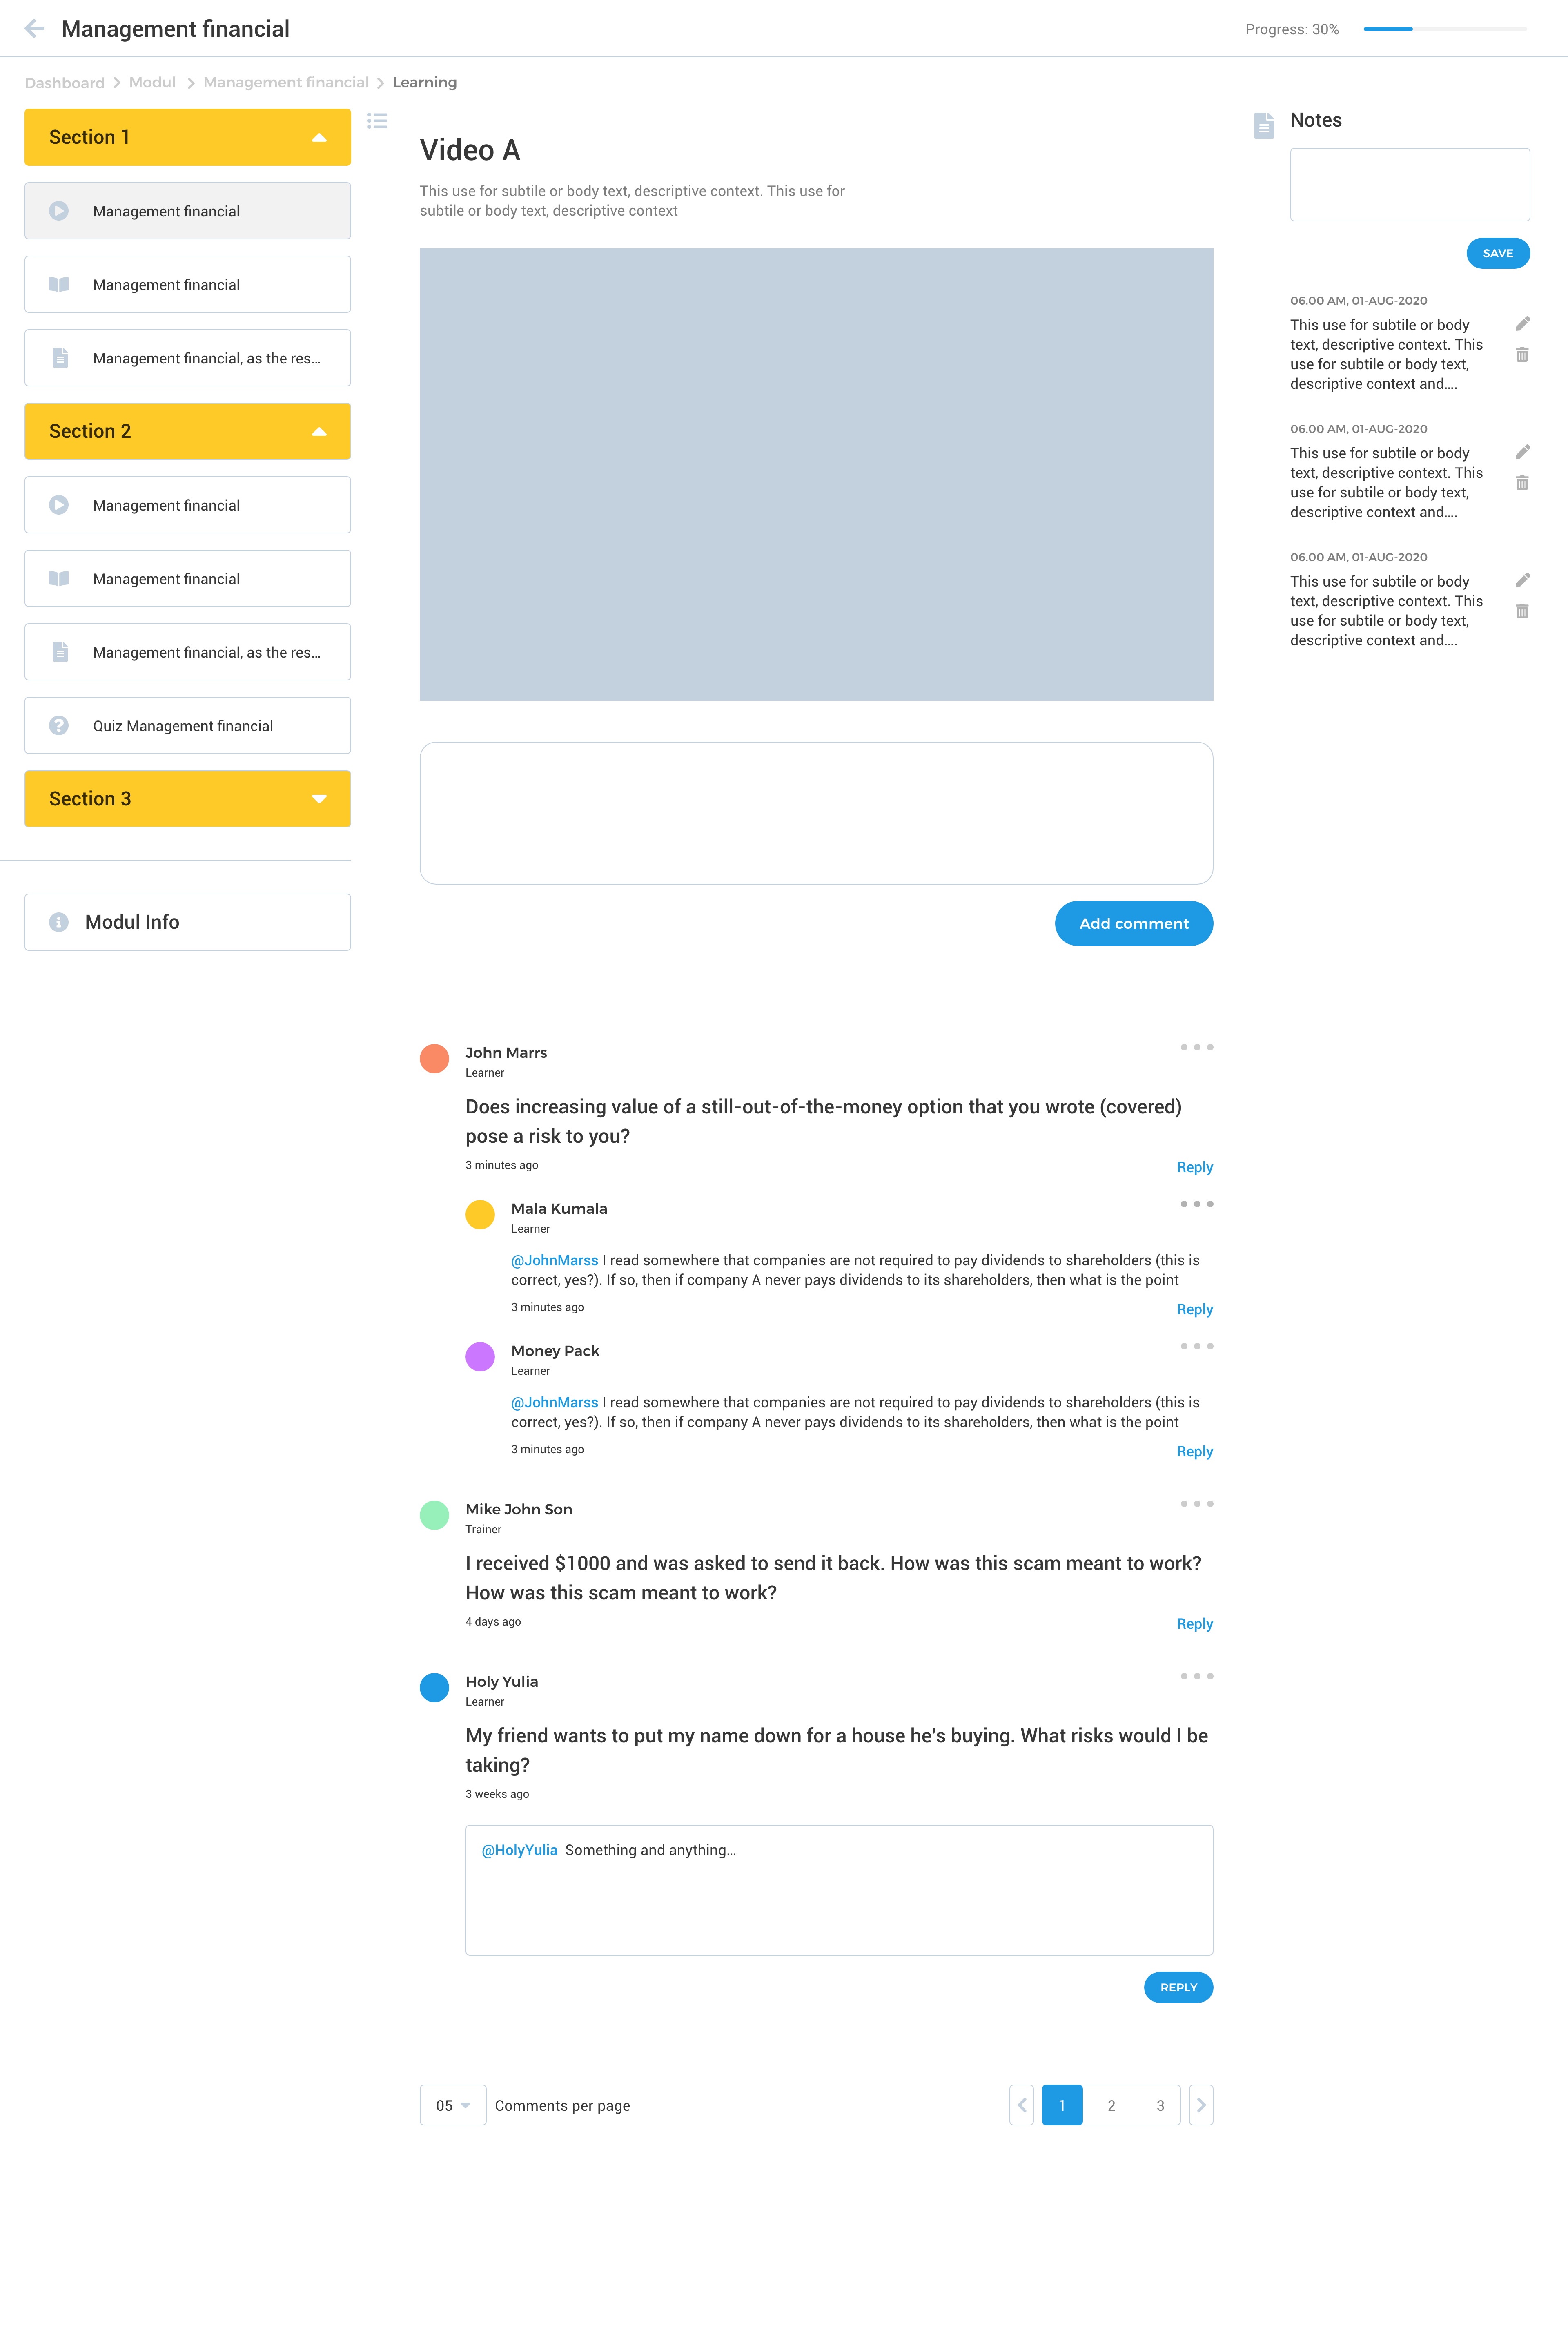 Management financial
Progress: 30%
Dashboard
Modul
Management financial
Learning
Section 1
Management financial
Management financial
Management financial, as the res...
Section 2
Management financial
Management financial
Management financial, as the res...
Quiz Management financial
Section 3
Modul Info
Video A
This use for subtile or body text, descriptive context. This use for
subtile or body text, descriptive context
Add comment
John Marrs
Learner
Does increasing value of a still-out-of-the-money option that you wrote (covered)
pose a risk to you?
3 minutes ago
Reply
Mala Kumala
Learner
@JohnMarss I read somewhere that companies are not required to pay dividends to shareholders (this is
correct, yes?). If so, then if company A never pays dividends to its shareholders, then what is the point
3 minutes ago
Reply
Money Pack
Learner
@JohnMarss I read somewhere that companies are not required to pay dividends to shareholders (this is
correct, yes?). If so, then if company A never pays dividends to its shareholders, then what is the point
3 minutes ago
Reply
Mike John Son
Trainer
I received $1000 and was asked to send it back. How was this scam meant to work?
How was this scam meant to work?
4 days ago
Reply
Holy Yulia
Learner
My friend wants to put my name down for a house he's buying. What risks would I be
taking?
3 weeks ago
@HolyYulia Something and anything...
REPLY
05
Comments per page
1
2
3
Notes
SAVE
06.00 AM, 01-AUG-2020
This use for subtile or body
text, descriptive context. This
use for subtile or body text,
descriptive context and....
06.00 AM, 01-AUG-2020
This use for subtile or body
text, descriptive context. This
use for subtile or body text,
descriptive context and....
06.00 AM, 01-AUG-2020
This use for subtile or body
text, descriptive context. This
use for subtile or body text,
descriptive context and....